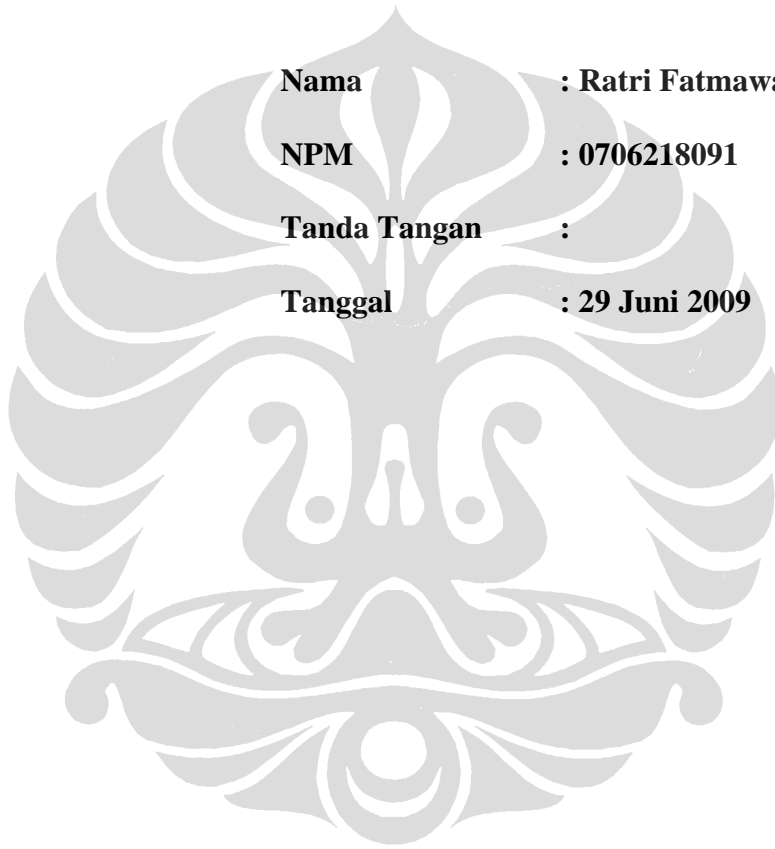 Nama : Ratri Fatmawa
NPM : 0706218091
Tanda Tangan :
Tanggal : 29 Juni 2009